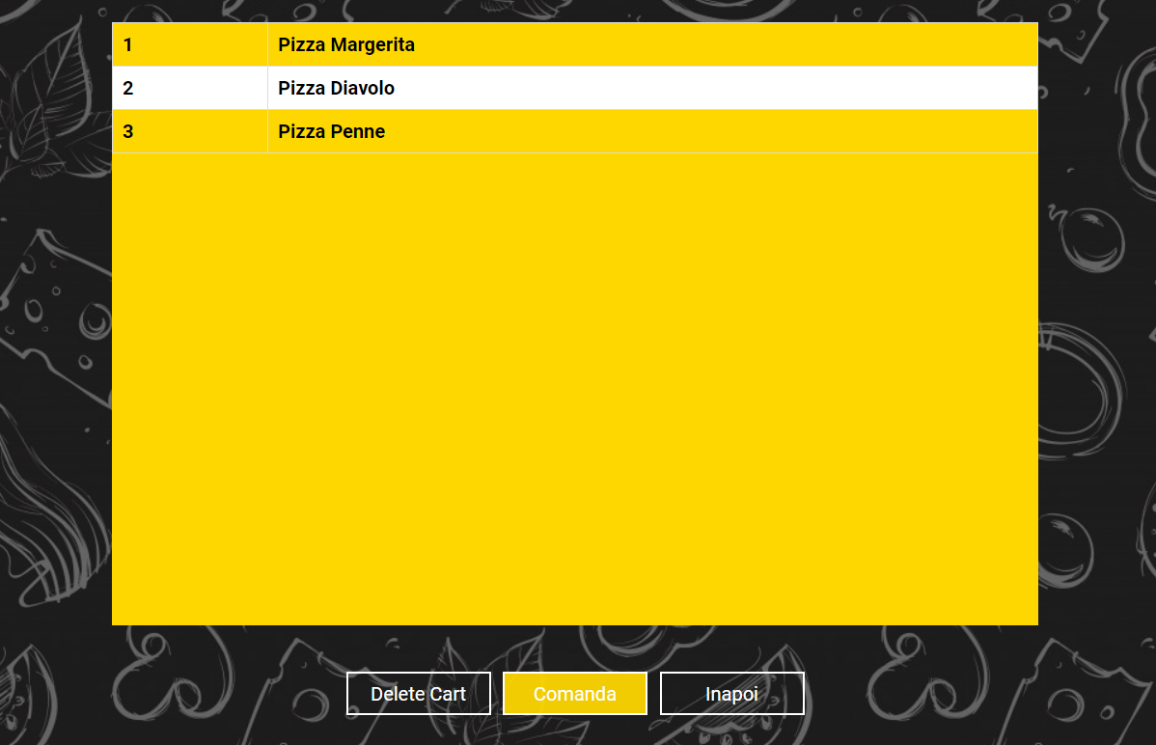 1 Pizza Margerita
2 Pizza Diavolo
3 Pizza Penne
Delete Cart Comanda Inapoi